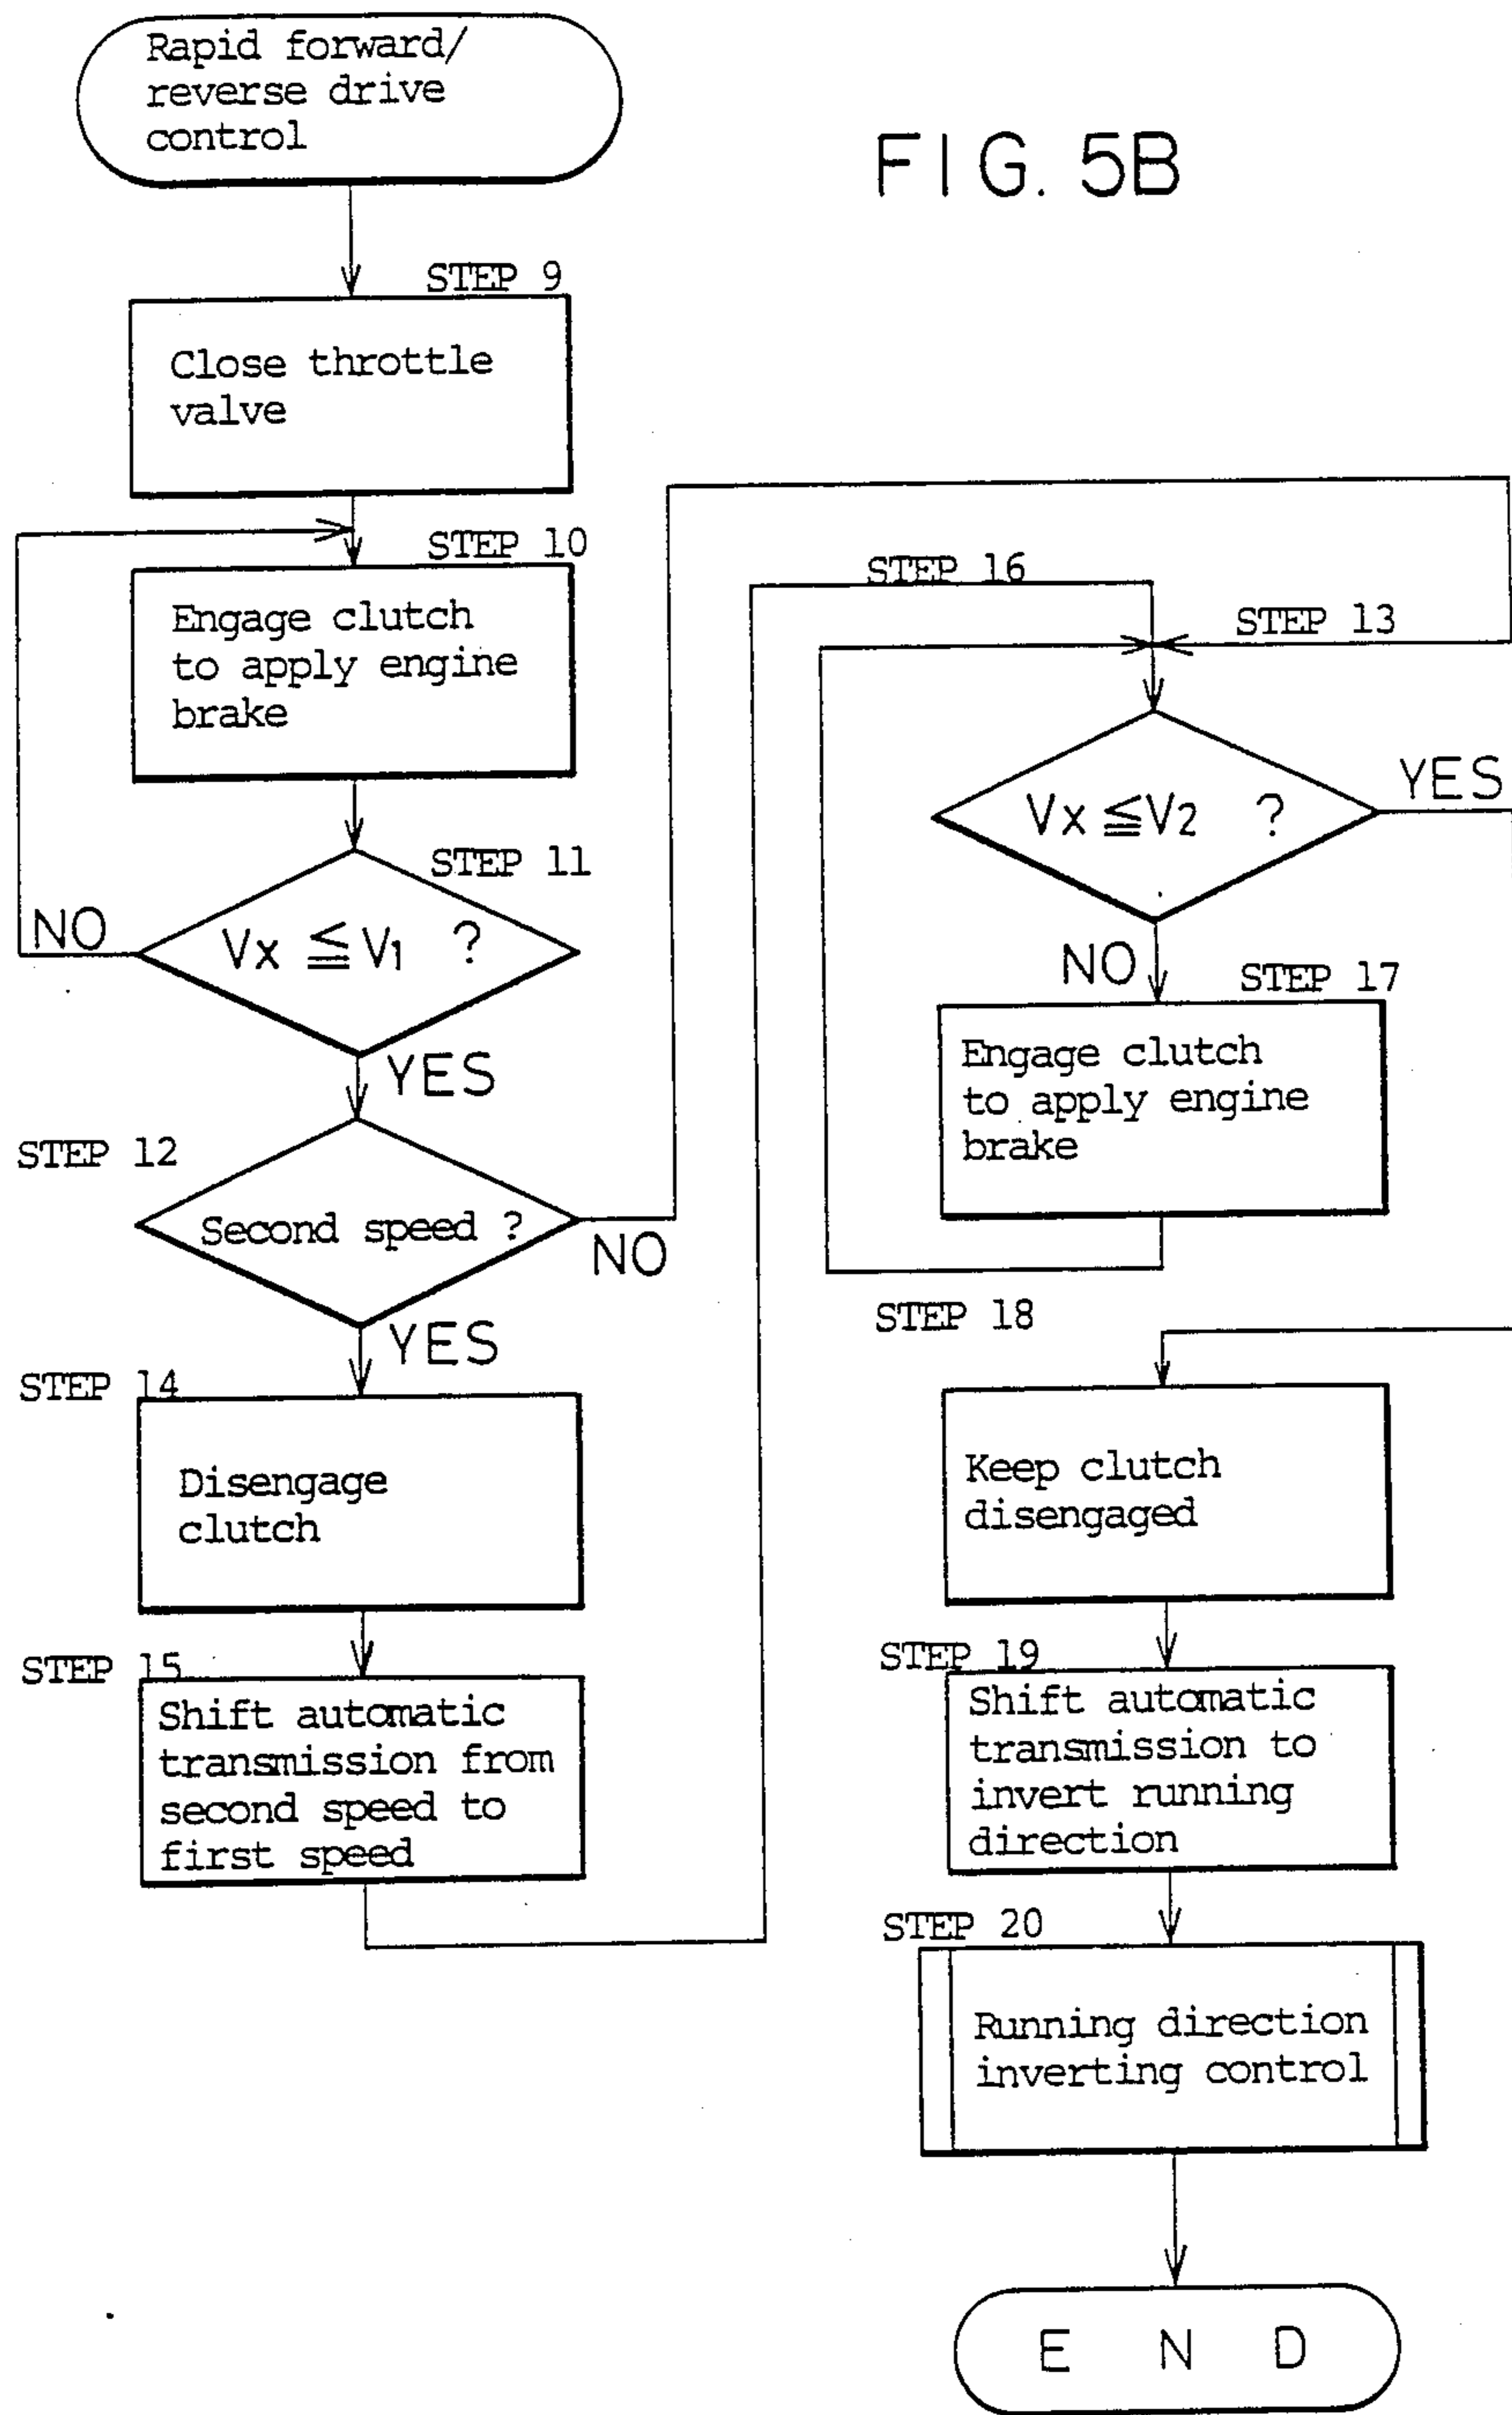 Rapid forward/
reverse drive
control
FIG. 5B
STEP 9
Close throttle
valve
STEP 10
Engage clutch
to apply engine
brake
STEP 11
Vx ≦ V1 ?
NO
YES
STEP 12
Second speed ?
NO
YES
STEP 14
Disengage
clutch
STEP 15
Shift automatic
transmission from
second speed to
first speed
STEP 16
STEP 13
Vx ≦ V2 ?
YES
NO
STEP 17
Engage clutch
to apply engine
brake
STEP 18
Keep clutch
disengaged
STEP 19
Shift automatic
transmission to
invert running
direction
STEP 20
Running direction
inverting control
E N D